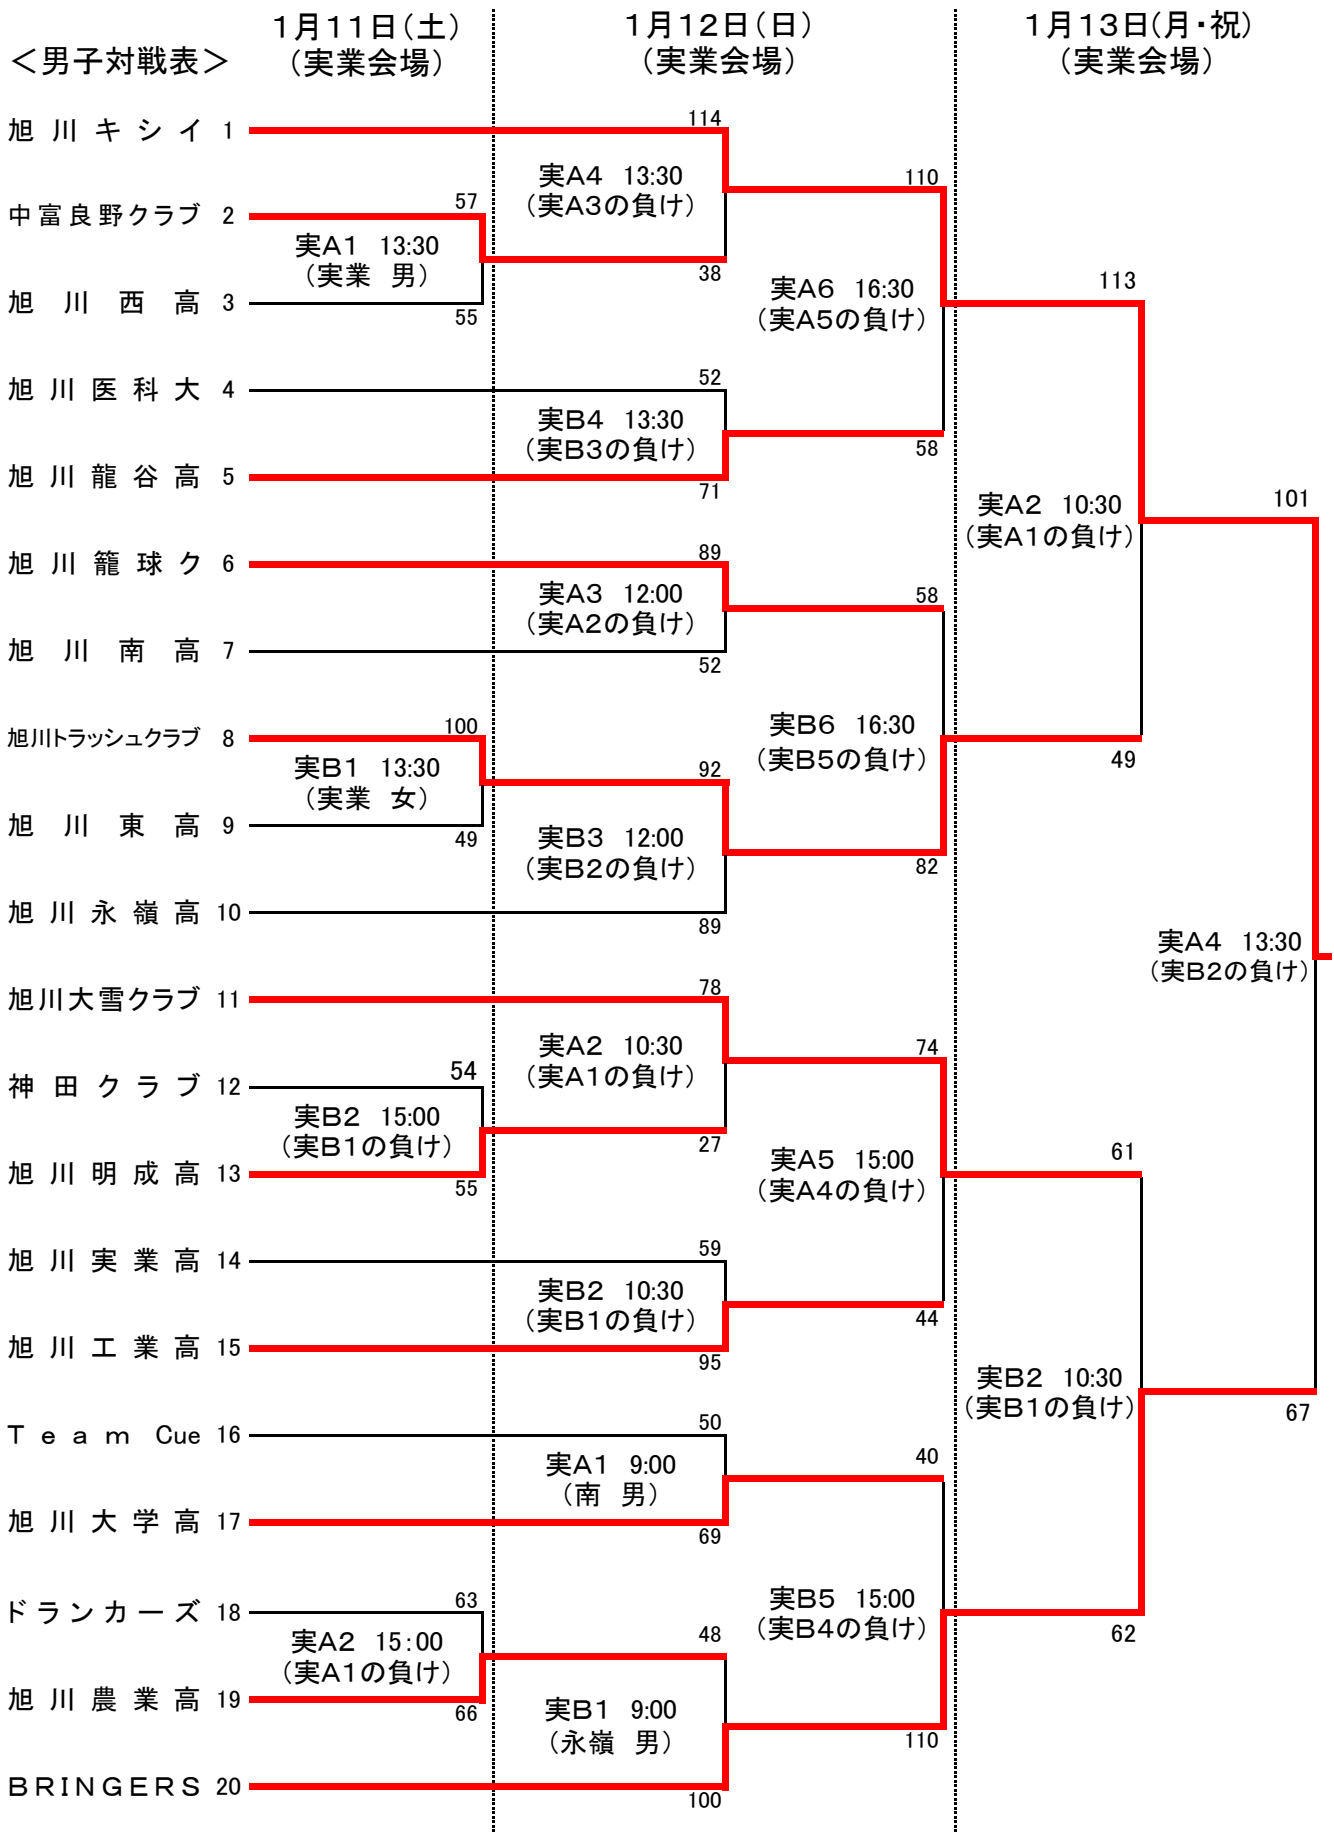 1月11日(土)
1月12日(日)
1月13日(月・祝)
＜男子対戦表＞
(実業会場)
(実業会場)
(実業会場)
旭川キシイ 1
114
実A4 13:30
(実A3の負け)
110
中富良野クラブ 2
57
実A1 13:30
(実業 男)
38
旭川西高 3
55
実A6 16:30
(実A5の負け)
113
旭川医科大 4
52
実B4 13:30
(実B3の負け)
58
旭川龍谷高 5
71
実A2 10:30
(実A1の負け)
101
旭川籠球ク 6
89
実A3 12:00
(実A2の負け)
58
旭川南高 7
52
旭川トラッシュクラブ 8
100
実B1 13:30
(実業 女)
92
実B6 16:30
(実B5の負け)
49
旭川東高 9
49
実B3 12:00
(実B2の負け)
82
旭川永嶺高 10
89
実A4 13:30
(実B2の負け)
旭川大雪クラブ 11
78
実A2 10:30
(実A1の負け)
74
神田クラブ 12
54
実B2 15:00
(実B1の負け)
27
旭川明成高 13
55
実A5 15:00
(実A4の負け)
61
旭川実業高 14
59
実B2 10:30
(実B1の負け)
44
旭川工業高 15
95
実B2 10:30
(実B1の負け)
67
Team Cue 16
50
実A1 9:00
(南 男)
40
旭川大学高 17
69
ドランカーズ 18
63
実A2 15:00
(実A1の負け)
48
実B5 15:00
(実B4の負け)
62
旭川農業高 19
66
実B1 9:00
(永嶺 男)
110
BRINGERS 20
100